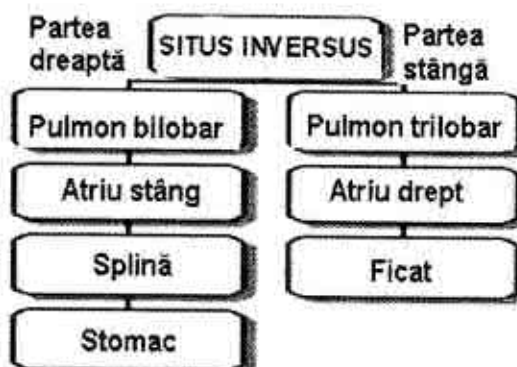 Partea
dreaptă
SITUS INVERSUS
Partea
stângă
Pulmon bilobar
Pulmon trilobar
Atriu stâng
Atriu drept
Splină
Ficat
Stomac